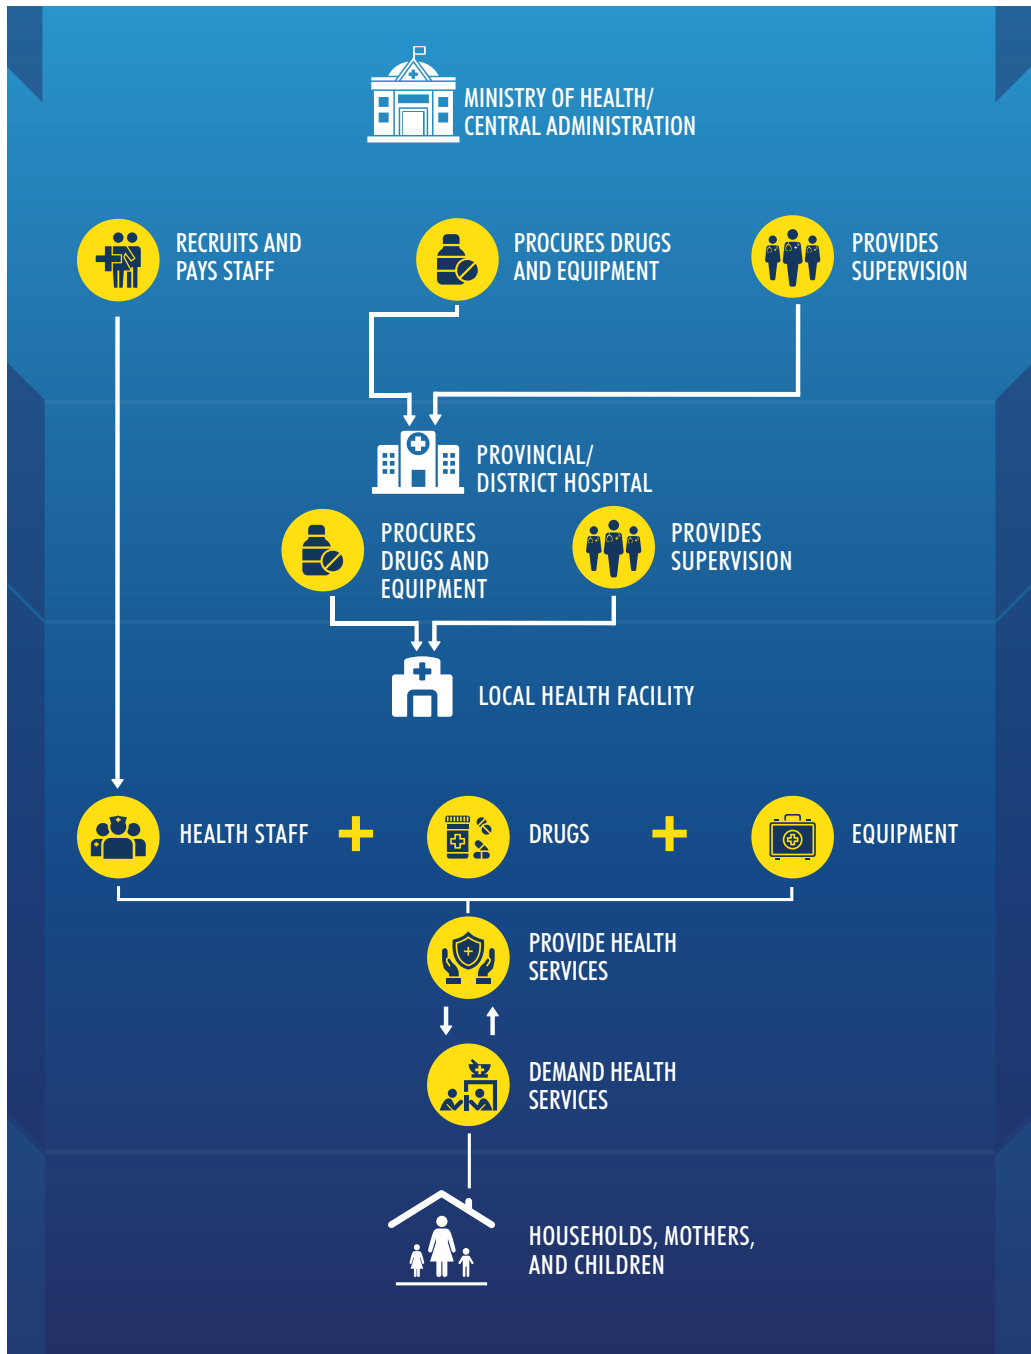 MINISTRY OF HEALTH/
CENTRAL ADMINISTRATION
RECRUITS AND
PAYS STAFF
PROCURES DRUGS
AND EQUIPMENT
PROVIDES
SUPERVISION
PROVINCIAL/
DISTRICT HOSPITAL
PROCURES
DRUGS AND
EQUIPMENT
PROVIDES
SUPERVISION
LOCAL HEALTH FACILITY
HEALTH STAFF
+
DRUGS
+
EQUIPMENT
PROVIDE HEALTH
SERVICES
DEMAND HEALTH
SERVICES
HOUSEHOLDS, MOTHERS,
AND CHILDREN